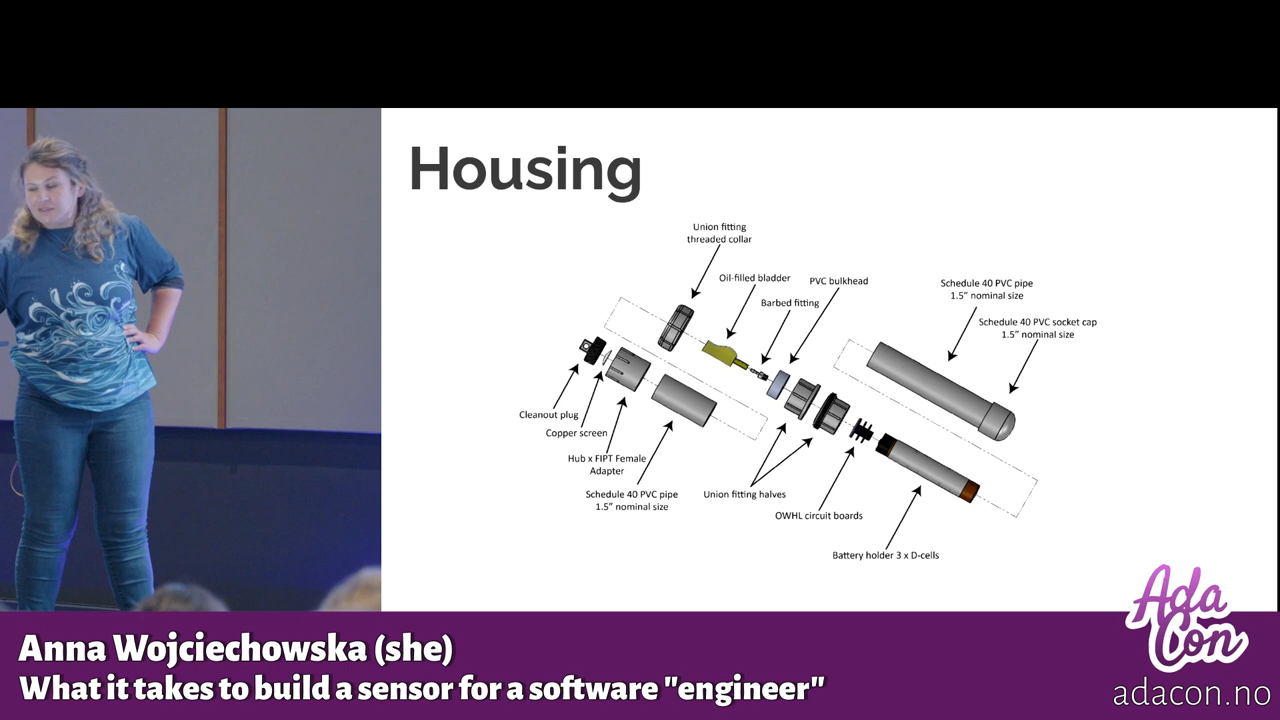 Housing
Union fitting
threaded collar
Oil-filled bladder
PVC bulkhead
Barbed fitting
Schedule 40 PVC pipe
1.5” nominal size
Schedule 40 PVC socket cap
1.5” nominal size
Cleanout plug
Copper screen
Hub x FIPT Female
Adapter
Schedule 40 PVC pipe
1.5” nominal size
Union fitting halves
OWHL circuit boards
Battery holder 3 x D-cells
Ada
Con
adacon.no
Anna Wojciechowska (she)
What it takes to build a sensor for a software "engineer"